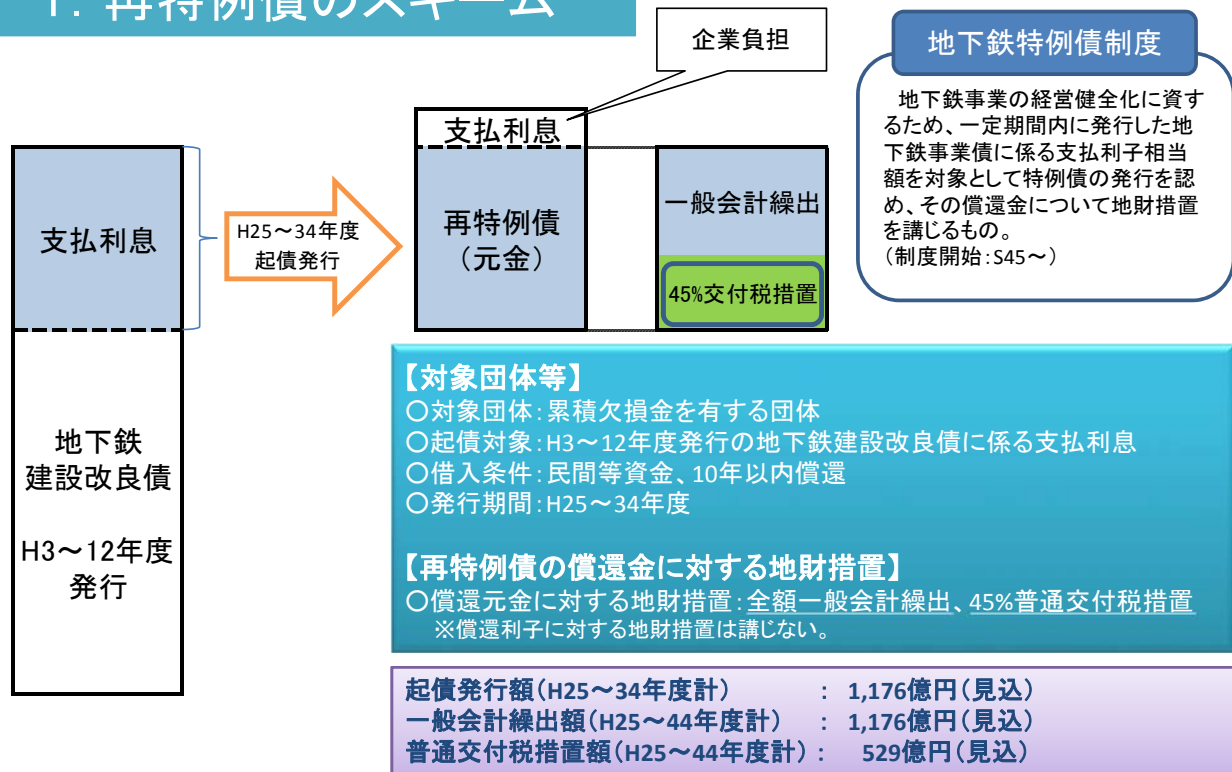 1. 再特例債のスキーム
企業負担
地下鉄特例債制度
地下鉄事業の経営健全化に資す
るため、一定期間内に発行した地
下鉄事業債に係る支払利子相当
額を対象として特例債の発行を認
め、その償還金について地財措置
を講じるもの。
（制度開始：S45～）
支払利息
地下鉄
建設改良債
H3～12年度
発行
H25～34年度
起債発行
支払利息
再特例債
（元金）
一般会計繰出
45%交付税措置
【対象団体等】
○対象団体：累積欠損金を有する団体
○起債対象：H3～12年度発行の地下鉄建設改良債に係る支払利息
○借入条件：民間等資金、10年以内償還
○発行期間：H25～34年度
【再特例債の償還金に対する地財措置】
○償還元金に対する地財措置：全額一般会計繰出、45%普通交付税措置
※償還利子に対する地財措置は講じない。
起債発行額（H25～34年度計） ： 1,176億円（見込）
一般会計繰出額（H25～44年度計） ： 1,176億円（見込）
普通交付税措置額（H25～44年度計）： 529億円（見込）